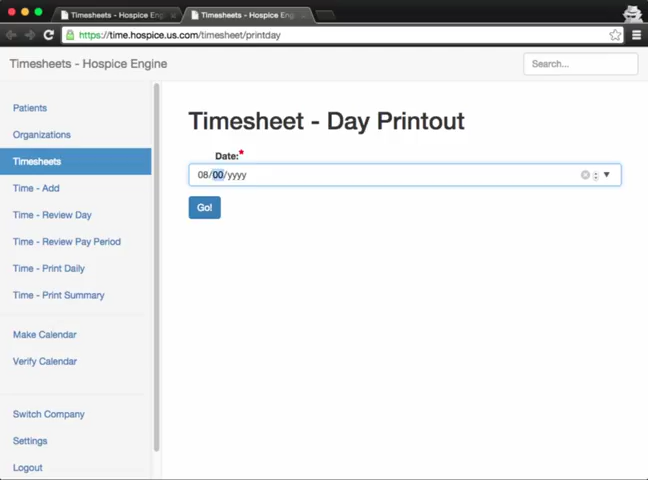 Timesheets - Hospice Eng
Timesheets - Hospice Eng
https://time.hospice.us.com/timesheet/printday
Timesheets - Hospice Engine
Search...
Patients
Organizations
Timesheets
Time - Add
Time - Review Day
Time - Review Pay Period
Time - Print Daily
Time - Print Summary
Make Calendar
Verify Calendar
Switch Company
Settings
Logout
Timesheet - Day Printout
Date:*
08/00/yyyy
Go!